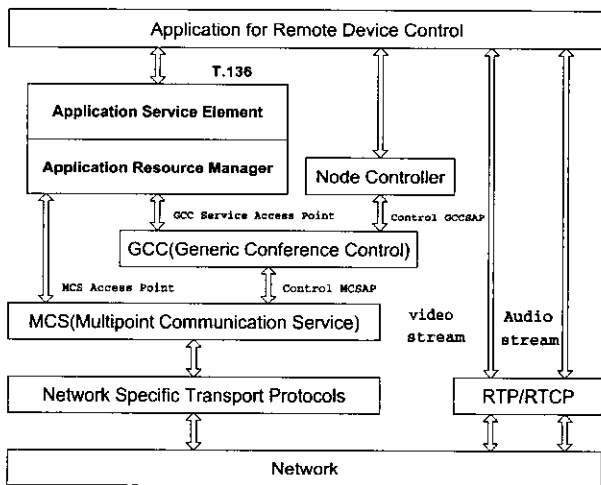 Application for Remote Device Control
T.136
Application Service Element
Application Resource Manager
Node Controller
GCC Service Access Point
Control GCCSAP
GCC(Generic Conference Control)
MCS Access Point
Control MCSAP
MCS(Multipoint Communication Service)
video
stream
Audio
stream
Network Specific Transport Protocols
RTP/RTCP
Network